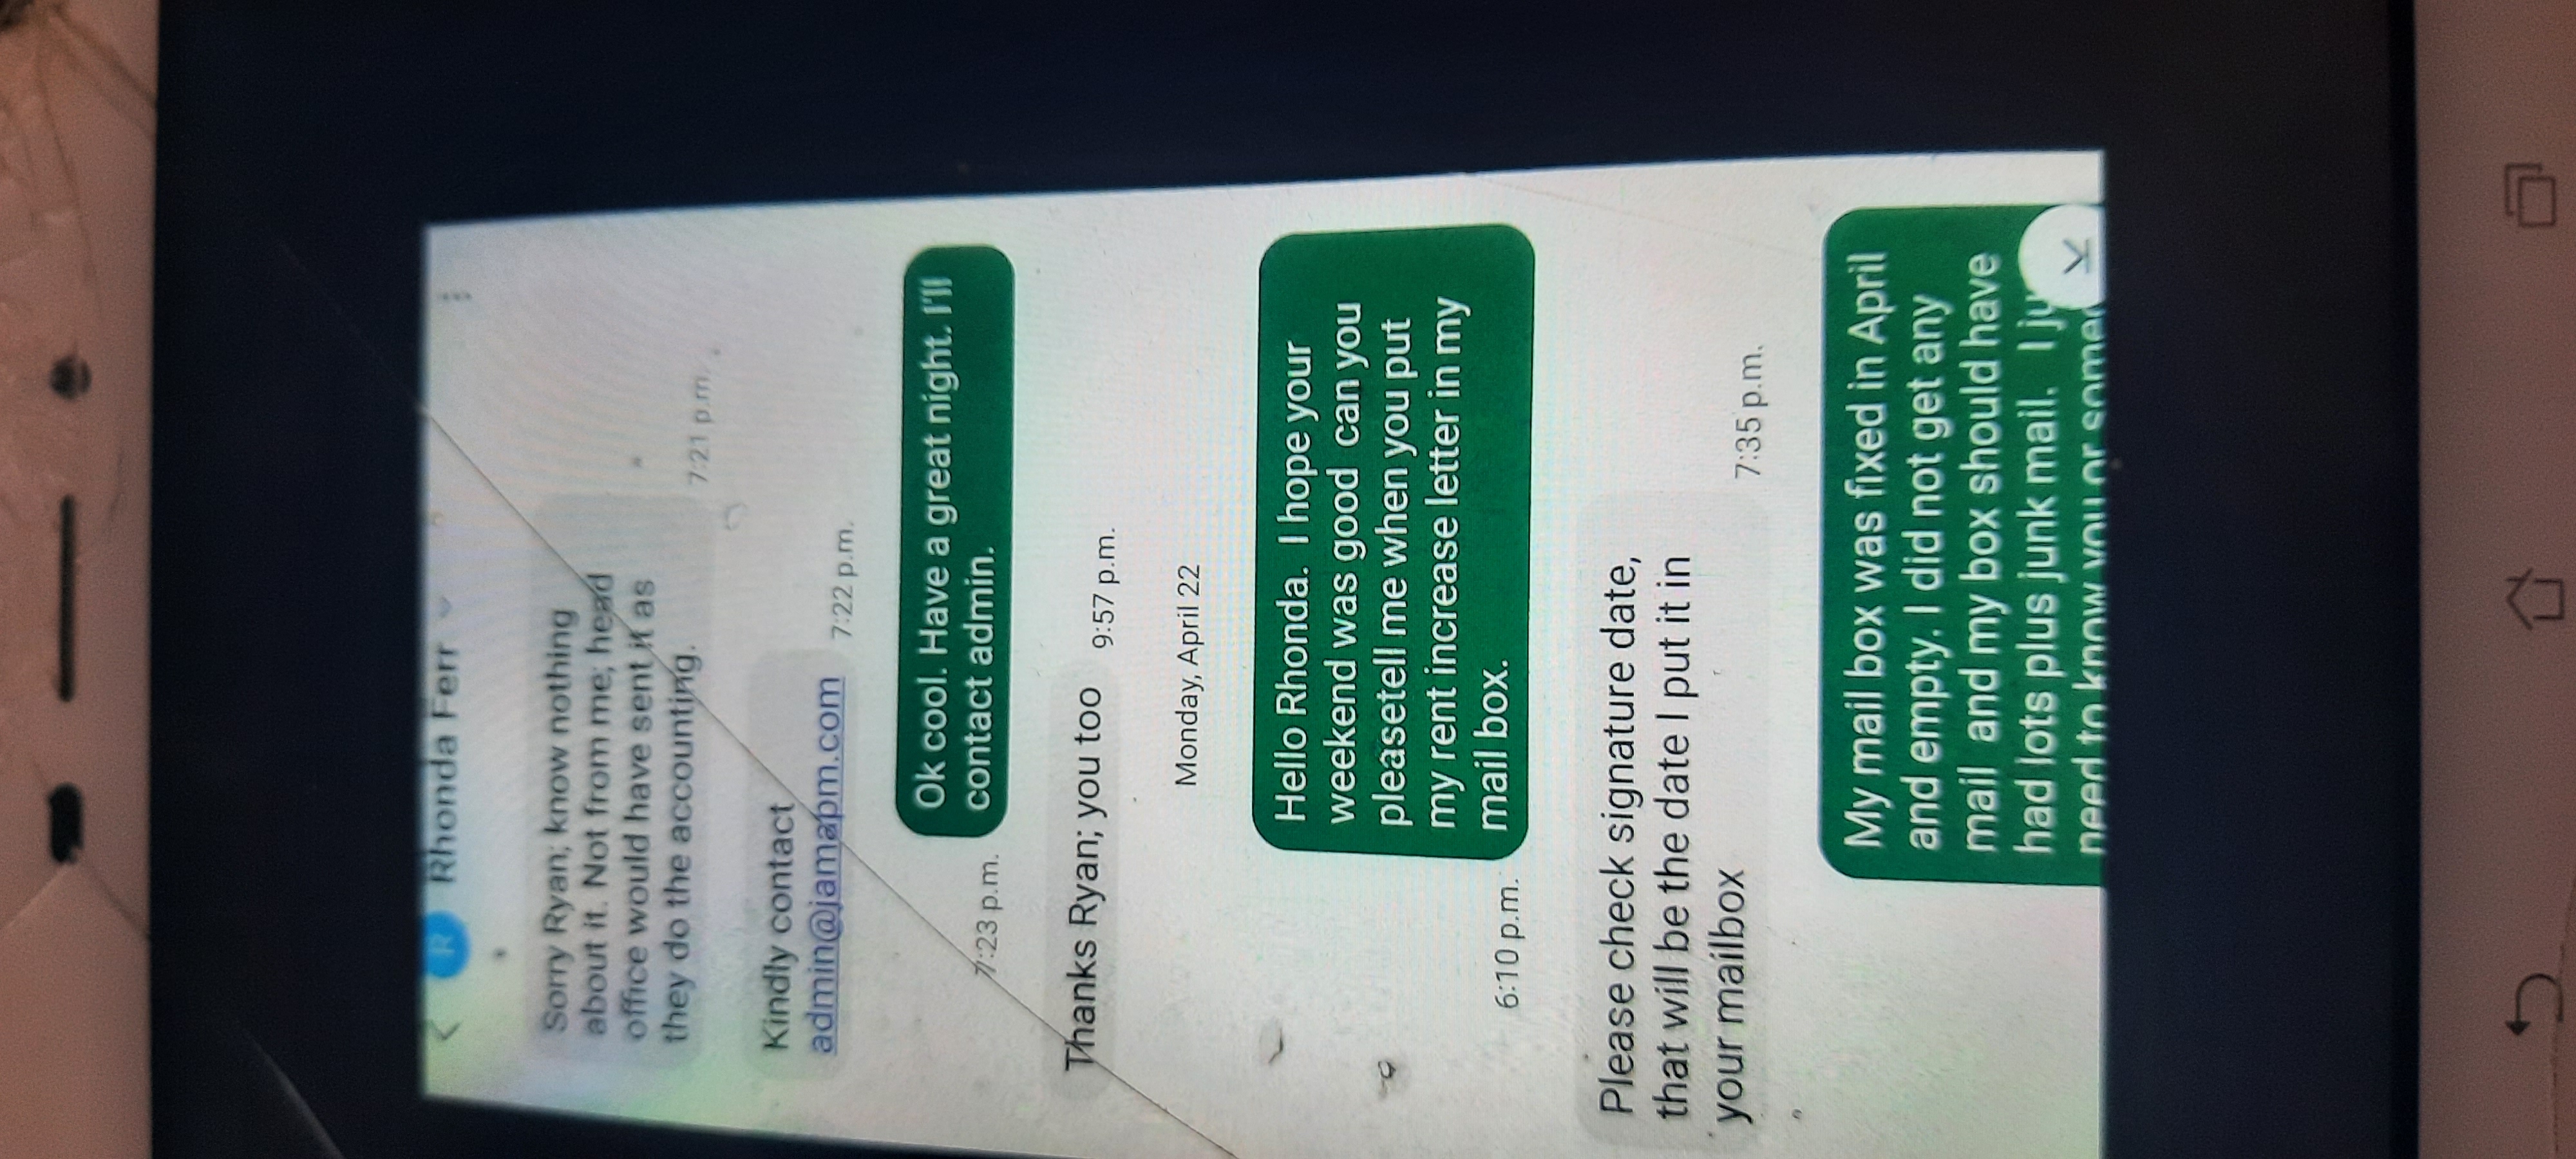 R
Rhonda Ferr
Sorry Ryan; know nothing
about it. Not from me; head
office would have sent it as
they do the accounting.
7:21 p.m.
Kindly contact
admin@jamapm.com
7:22 p.m.
Ok cool. Have a great night. I'll
contact admin.
7:23 p.m.
Thanks Ryan; you too
9:57 p.m.
Monday, April 22
Hello Rhonda.  I hope your
weekend was good  can you
pleasetell me when you put
my rent increase letter in my
mail box.
6:10 p.m.
Please check signature date,
that will be the date I put it in
your mailbox
7:35 p.m.
My mail box was fixed in April
and empty. I did not get any
mail  and my box should have
had lots plus junk mail.   I
need to know you or